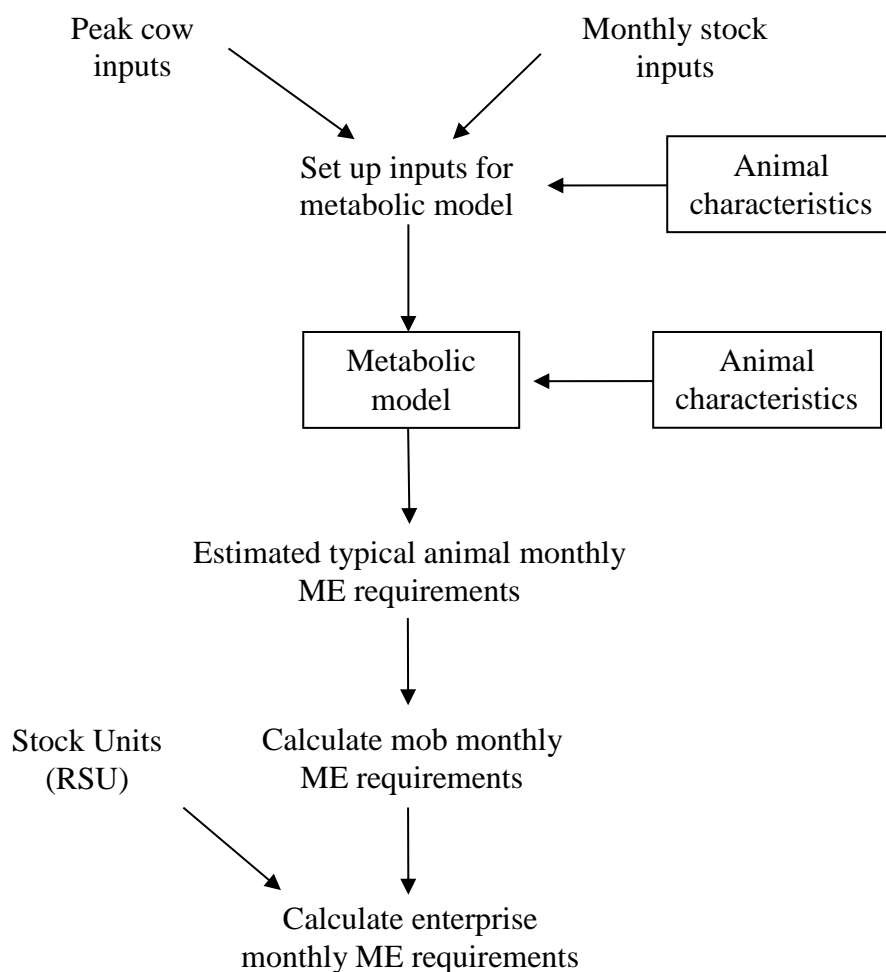 Peak cow
inputs
Monthly stock
inputs
Set up inputs for
metabolic model
Animal
characteristics
Metabolic
model
Animal
characteristics
Estimated typical animal monthly
ME requirements
Stock Units
(RSU)
Calculate mob monthly
ME requirements
Calculate enterprise
monthly ME requirements